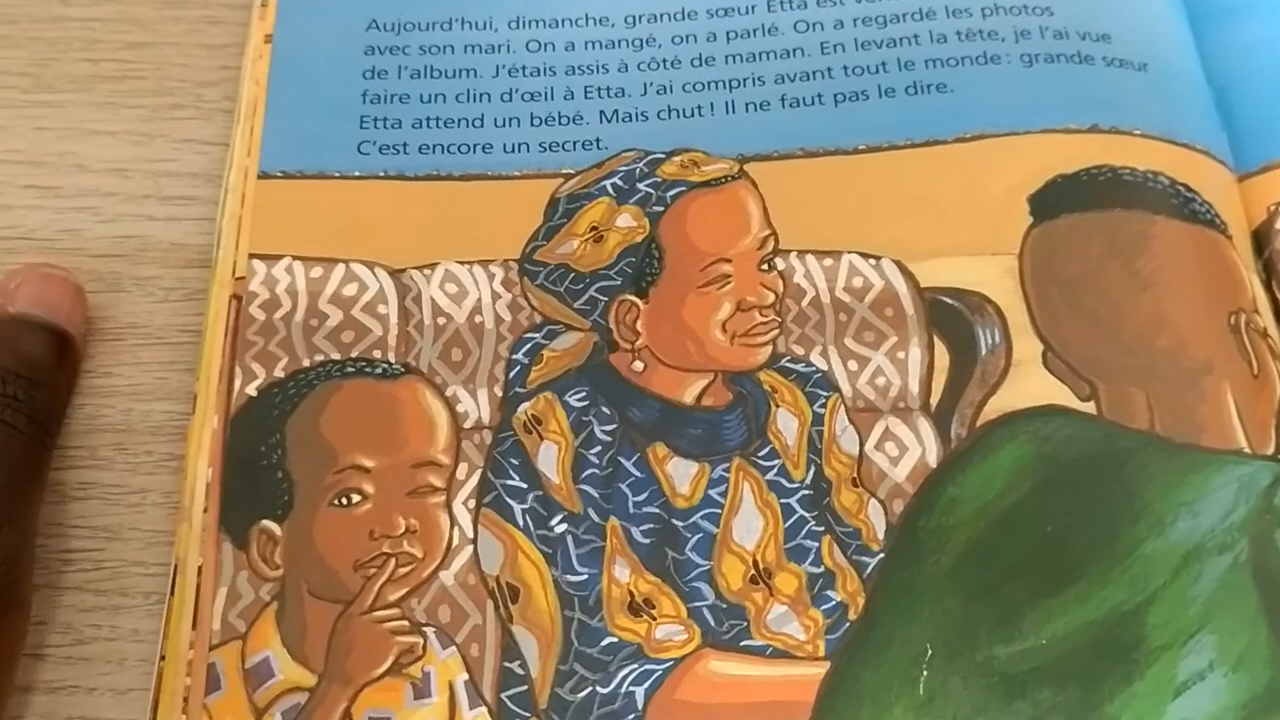 Aujourd'hui, dimanche, grande sœur Etta est
avec son mari. On a mangé, on a parlé. On a regardé les photos
de l'album. J'étais assis à côté de maman. En levant la tête, je l'ai vue
faire un clin d'œil à Etta. J'ai compris avant tout le monde : grande sœur
Etta attend un bébé. Mais chut ! Il ne faut pas le dire.
C'est encore un secret.